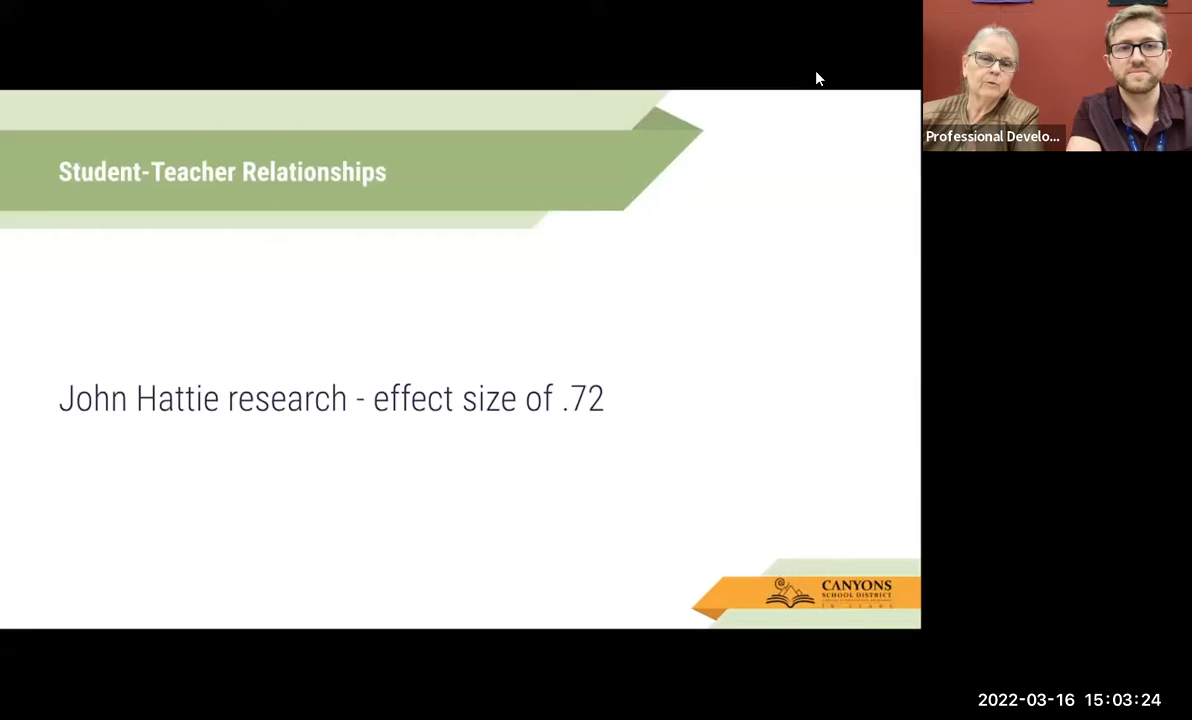 Professional Develo...
Student-Teacher Relationships
John Hattie research - effect size of .72
CANYONS
SCHOOL DISTRICT
2022-03-16 15:03:24